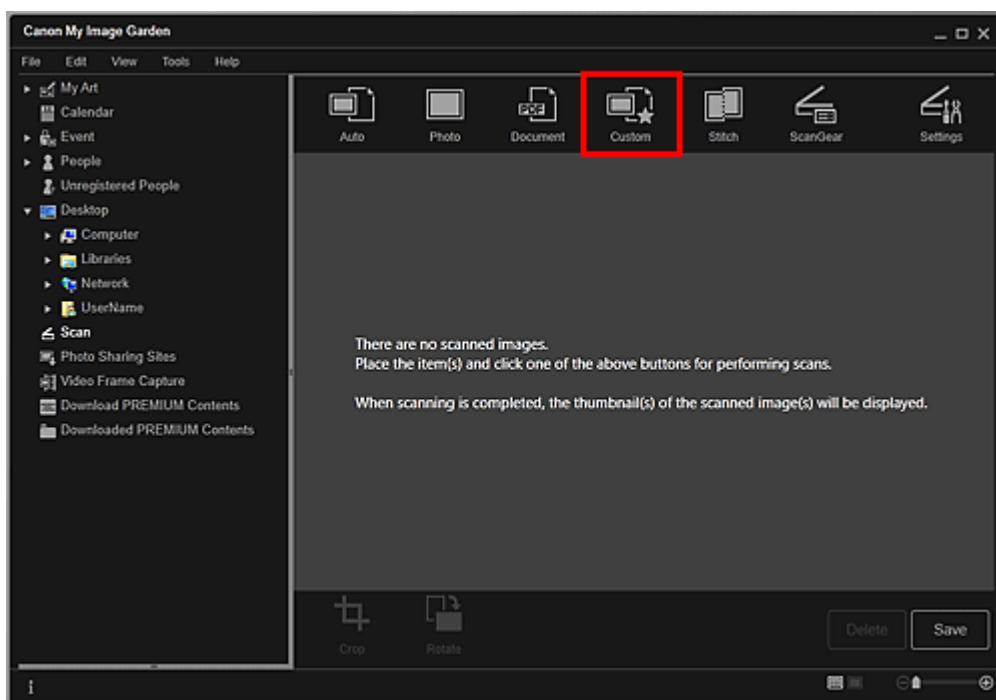 Canon My Image Garden
File Edit View Tools Help
My Art
Calendar
Event
People
Unregistered People
Desktop
Computer
Libraries
Network
UserName
Scan
Photo Sharing Sites
Video Frame Capture
Download PREMIUM Contents
Downloaded PREMIUM Contents
Auto Photo PDF Document Custom Stitch ScanGear Settings
There are no scanned images.
Place the item(s) and click one of the above buttons for performing scans.
When scanning is completed, the thumbnail(s) of the scanned image(s) will be displayed.
Crop Rotate Delete Save